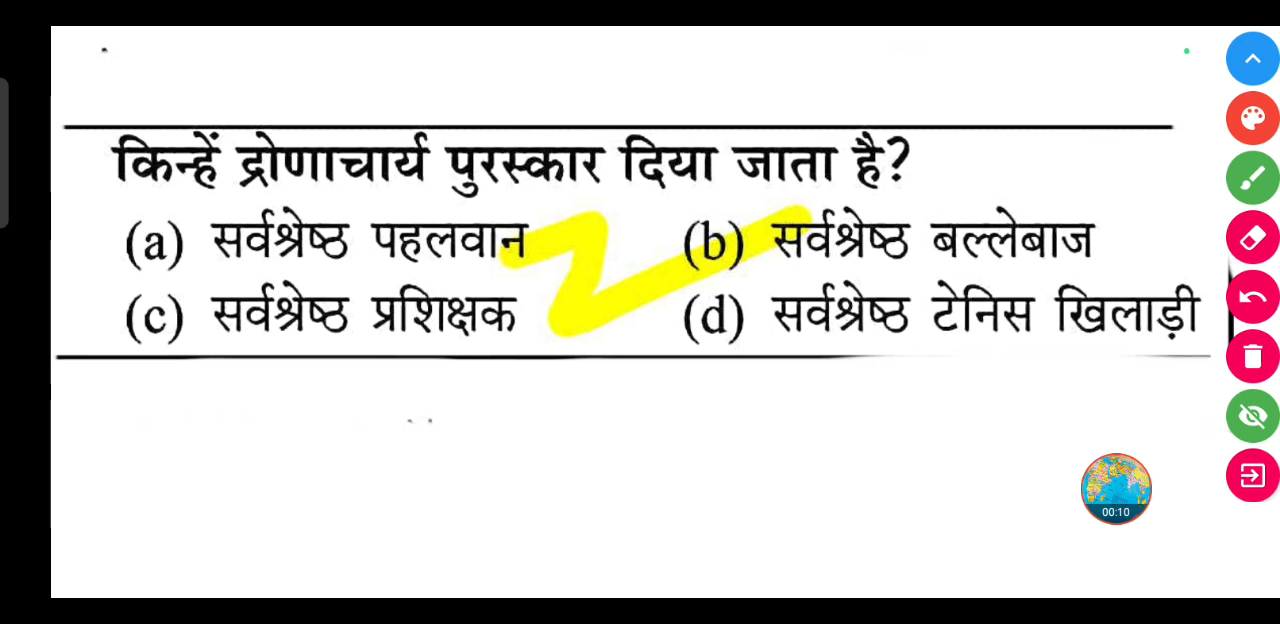 किन्हें द्रोणाचार्य पुरस्कार दिया जाता है?
(a) सर्वश्रेष्ठ पहलवान (b) सर्वश्रेष्ठ बल्लेबाज
(c) सर्वश्रेष्ठ प्रशिक्षक (d) सर्वश्रेष्ठ टेनिस खिलाड़ी
00:10